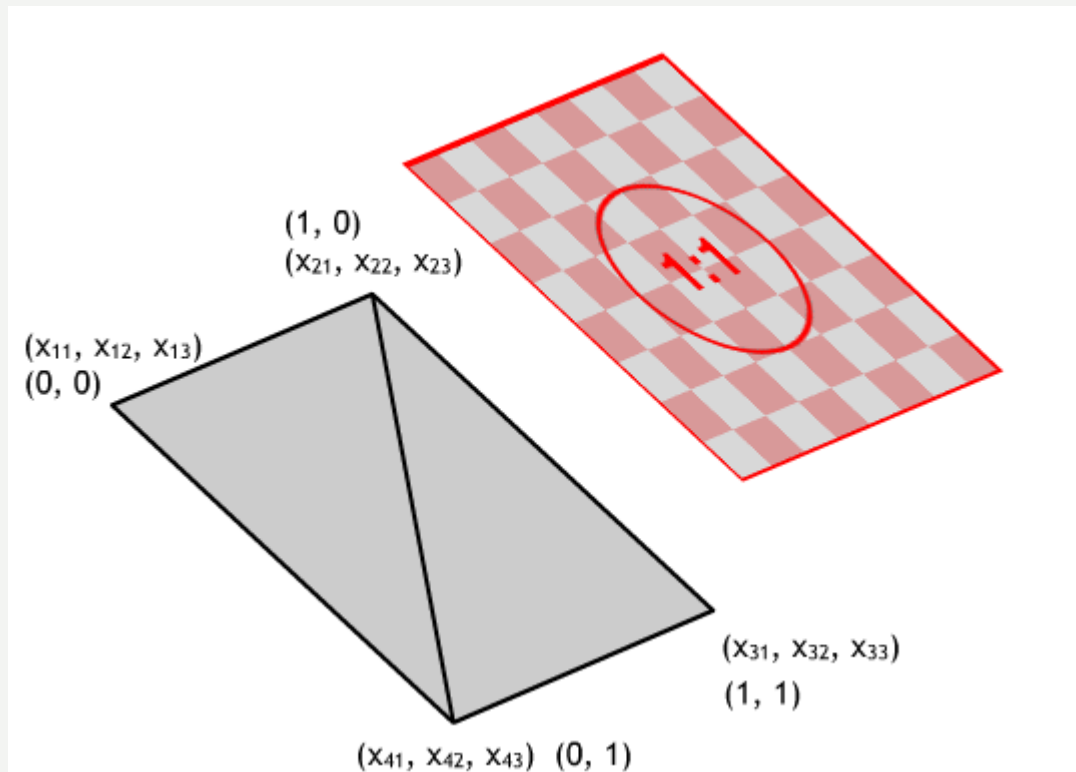 (1, 0)
(x₂₁, x₂₂, x₂₃)
1:1
(x₁₁, x₁₂, x₁₃)
(0, 0)
(x₃₁, x₃₂, x₃₃)
(1, 1)
(x₄₁, x₄₂, x₄₃) (0, 1)